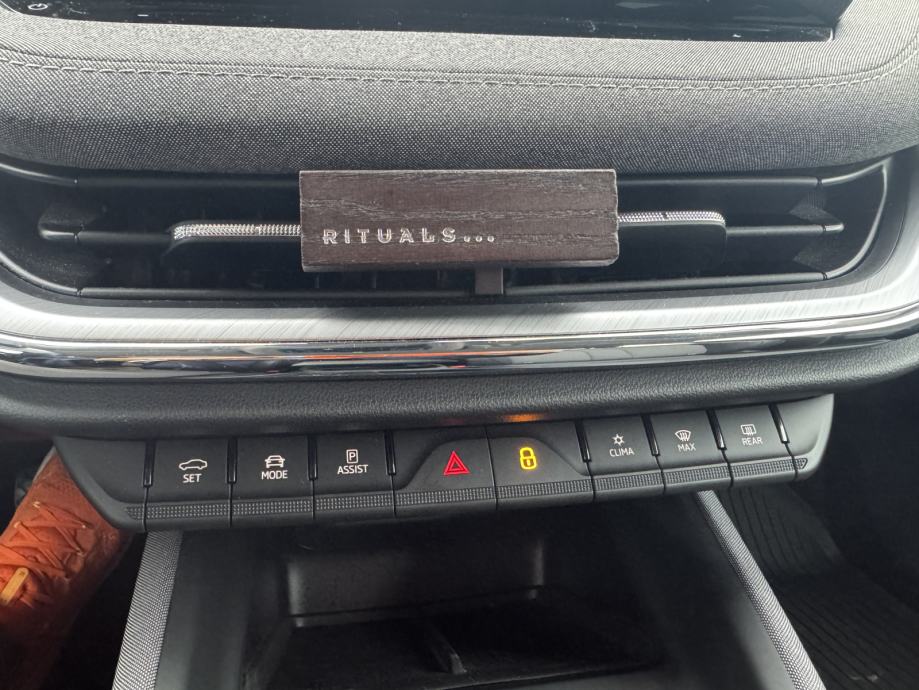 RITUALS...
SET
MODE
P
ASSIST
CLIMA
MAX
REAR